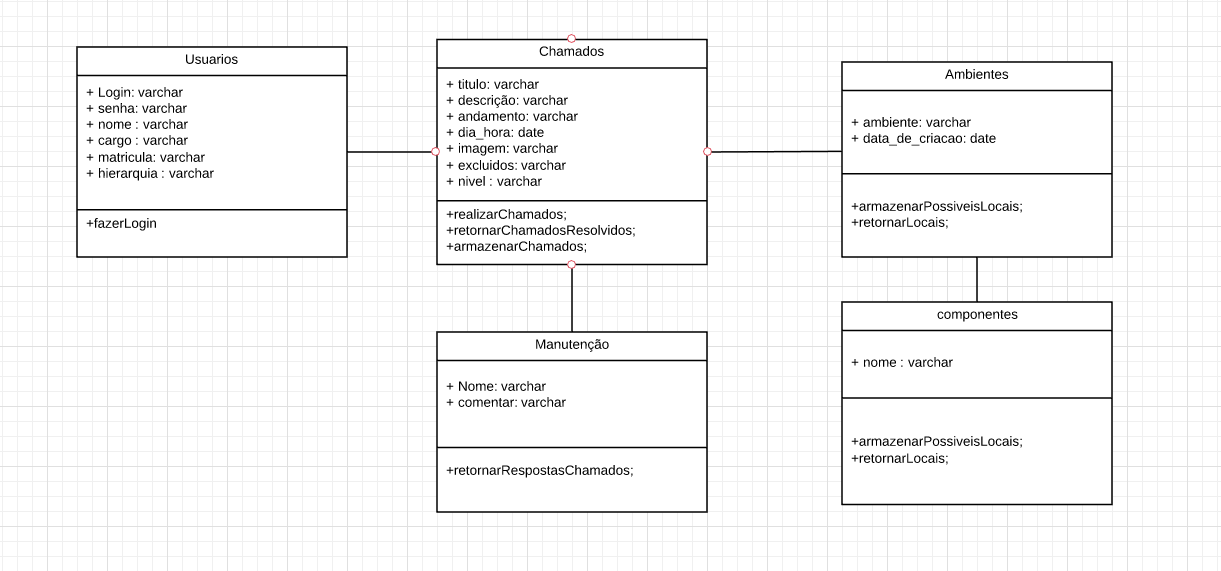 Usuarios
+ Login: varchar
+ senha: varchar
+ nome : varchar
+ cargo : varchar
+ matricula: varchar
+ hierarquia : varchar
+fazerLogin
Chamados
+ titulo: varchar
+ descrição: varchar
+ andamento: varchar
+ dia_hora: date
+ imagem: varchar
+ excluidos: varchar
+ nivel : varchar
+realizarChamados;
+retornarChamadosResolvidos;
+armazenarChamados;
Ambientes
+ ambiente: varchar
+ data_de_criacao: date
+armazenarPossiveisLocais;
+retornarLocais;
Manutenção
+ Nome: varchar
+ comentar: varchar
+retornarRespostasChamados;
componentes
+ nome : varchar
+armazenarPossiveisLocais;
+retornarLocais;